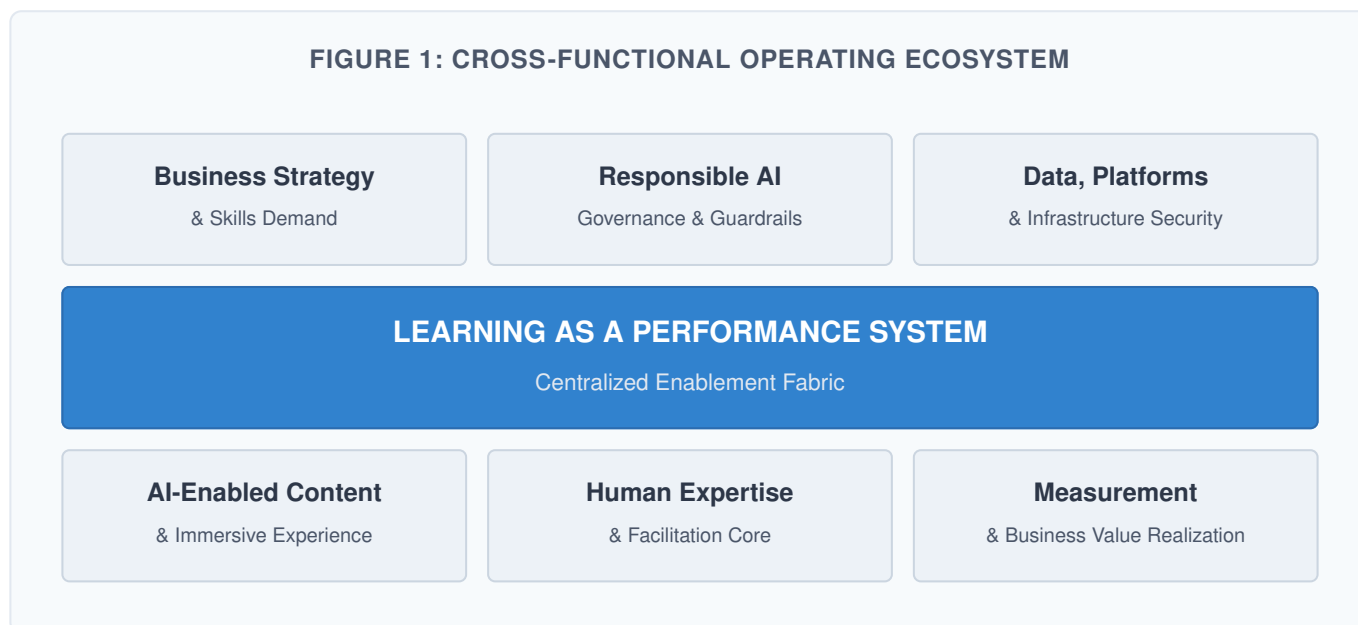 FIGURE 1: CROSS-FUNCTIONAL OPERATING ECOSYSTEM
Business Strategy
& Skills Demand
Responsible AI
Governance & Guardrails
Data, Platforms
& Infrastructure Security
LEARNING AS A PERFORMANCE SYSTEM
Centralized Enablement Fabric
AI-Enabled Content
& Immersive Experience
Human Expertise
& Facilitation Core
Measurement
& Business Value Realization